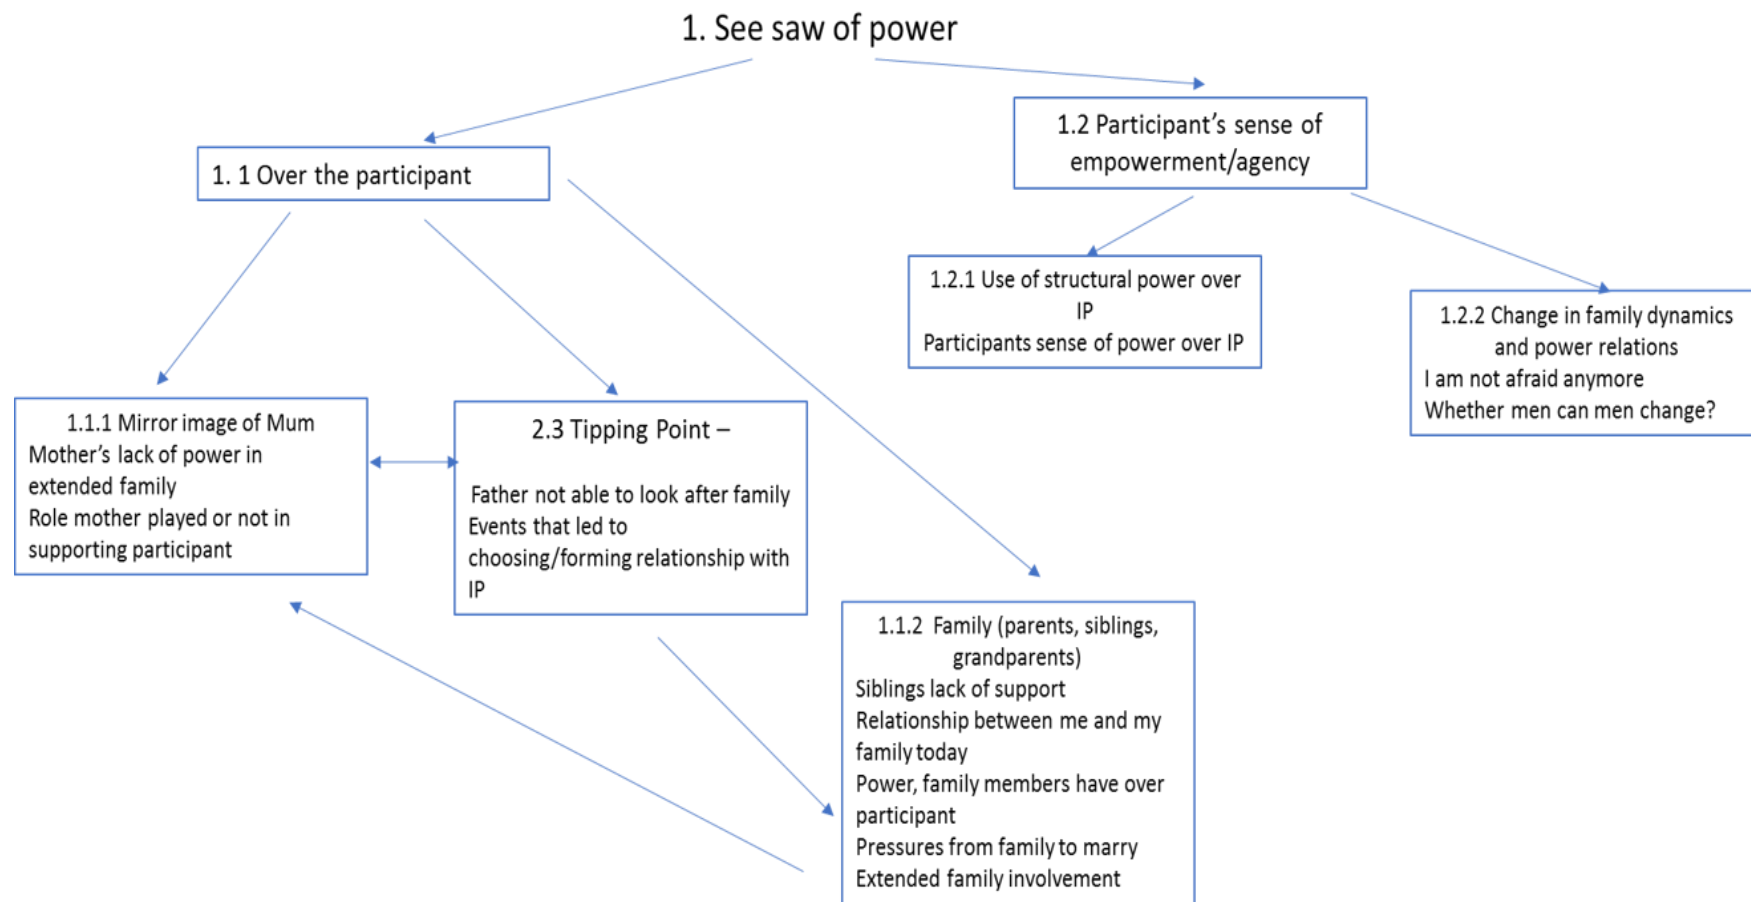 1. See saw of power
1. 1 Over the participant
1.2 Participant's sense of
empowerment/agency
1.2.1 Use of structural power over
IP
Participants sense of power over IP
1.2.2 Change in family dynamics
and power relations
I am not afraid anymore
Whether men can men change?
1.1.1 Mirror image of Mum
Mother's lack of power in
extended family
Role mother played or not in
supporting participant
2.3 Tipping Point –
Father not able to look after family
Events that led to
choosing/forming relationship with
IP
1.1.2 Family (parents, siblings,
grandparents)
Siblings lack of support
Relationship between me and my
family today
Power, family members have over
participant
Pressures from family to marry
Extended family involvement